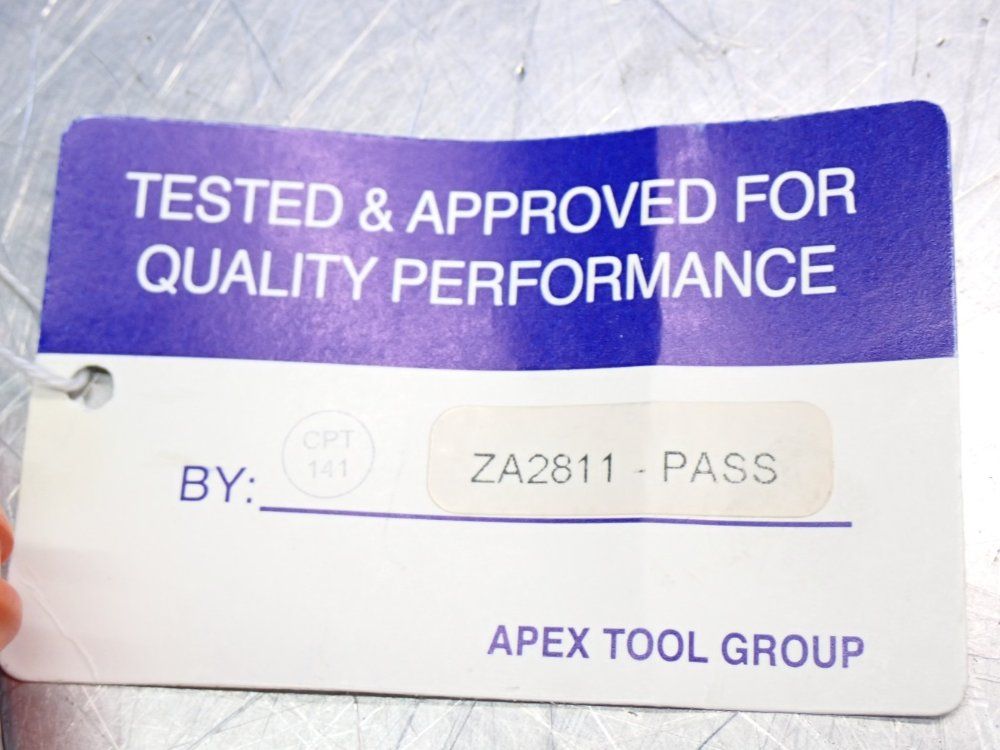 TESTED & APPROVED FOR
QUALITY PERFORMANCE
CPT
141
BY: ZA2811 - PASS
APEX TOOL GROUP